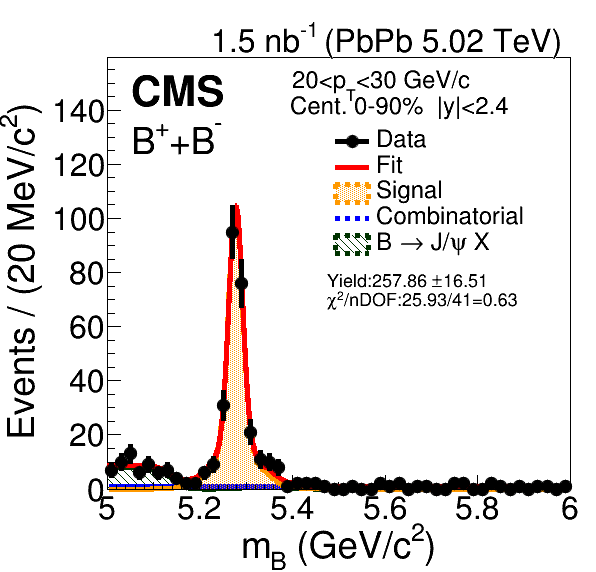 1.5 nb⁻¹ (PbPb 5.02 TeV)
CMS
B⁺+B⁻
20<p_T<30 GeV/c
Cent. 0-90% |y|<2.4
Data
Fit
Signal
Combinatorial
B → J/ψ X
Yield:257.86 ±16.51
χ²/nDOF:25.93/41=0.63
Events / (20 MeV/c²)
140
120
100
80
60
40
20
0
5 5.2 5.4 5.6 5.8 6
m_B (GeV/c²)